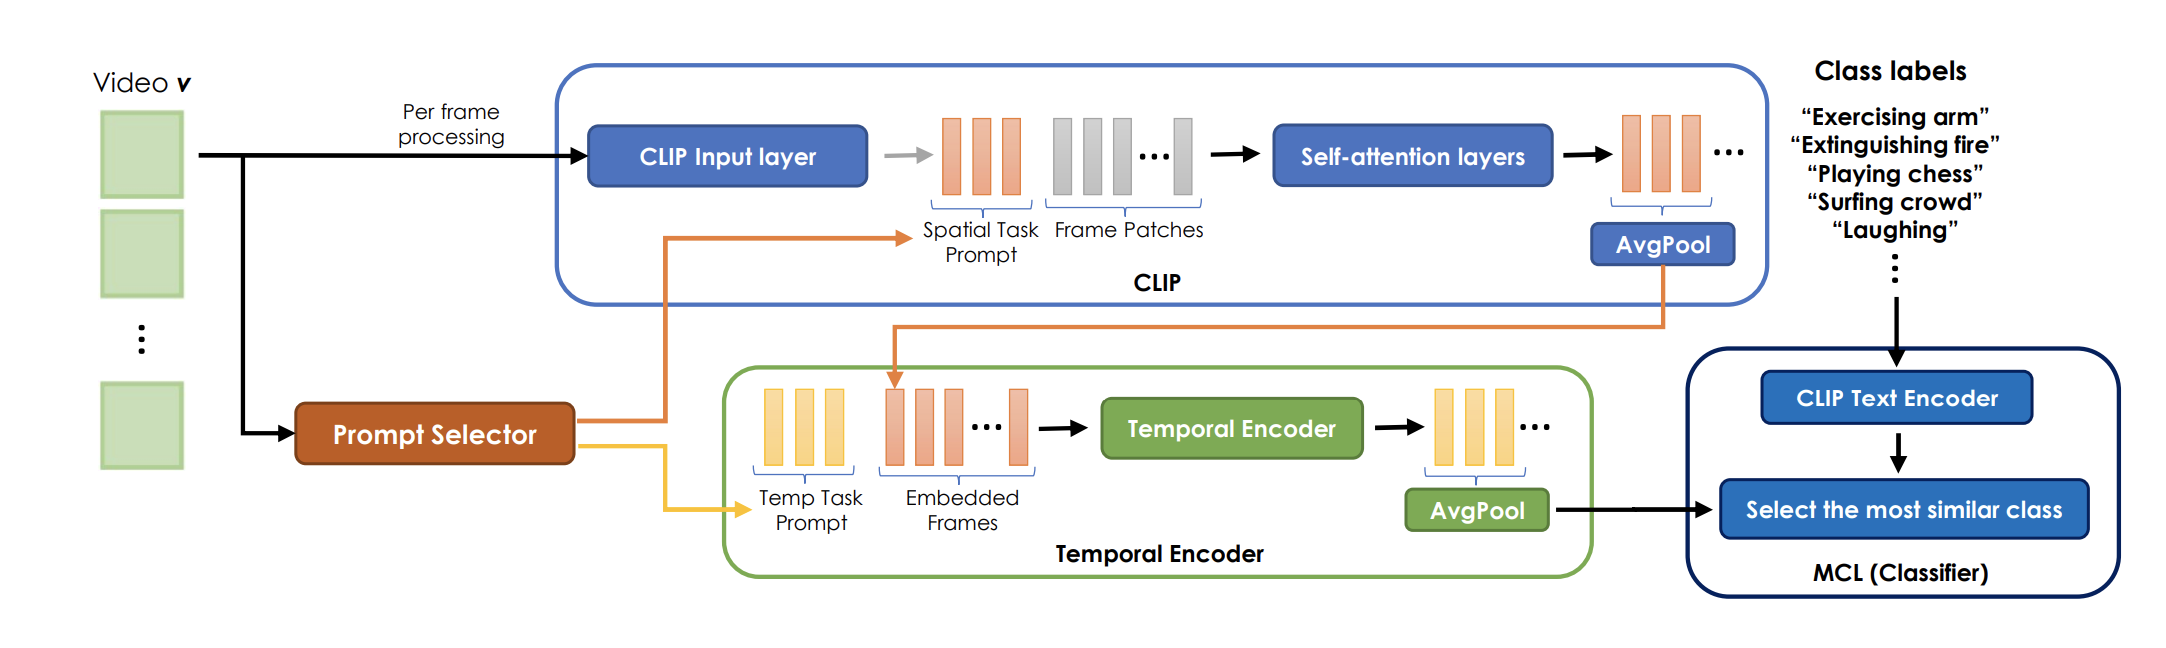 Video v
Per frame
processing
CLIP Input layer
Spatial Task
Prompt
Frame Patches
Self-attention layers
AvgPool
CLIP
Class labels
“Exercising arm”
“Extinguishing fire”
“Playing chess”
“Surfing crowd”
“Laughing”
Prompt Selector
Temp Task
Prompt
Embedded
Frames
Temporal Encoder
AvgPool
Temporal Encoder
CLIP Text Encoder
Select the most similar class
MCL (Classifier)